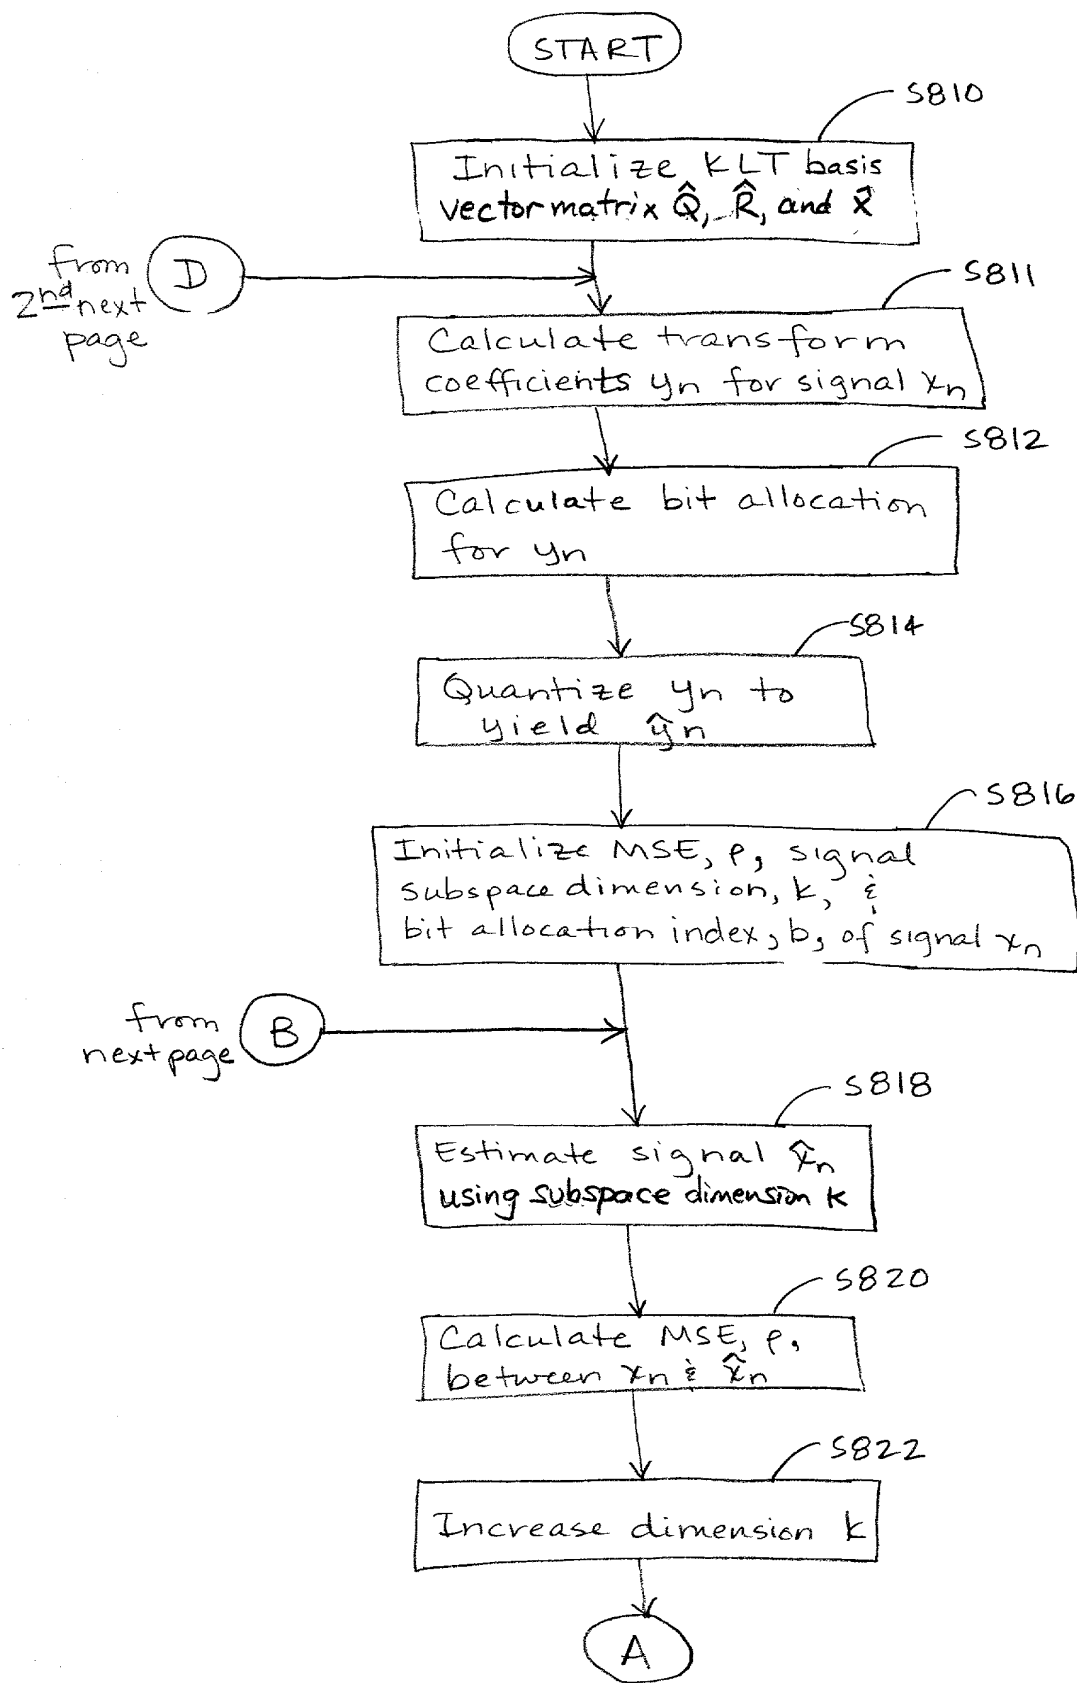 START
S810
Initialize KLT basis
vector matrix Q̂, R̂, and x̂
from
2nd next
page
D
S811
Calculate transform
coefficients yn for signal xn
S812
Calculate bit allocation
for yn
S814
Quantize yn to
yield ŷn
S816
Initialize MSE, ρ, signal
subspace dimension, k, &
bit allocation index, b, of signal xn
from
next page
B
S818
Estimate signal x̂n
using subspace dimension k
S820
Calculate MSE, ρ,
between xn & x̂n
S822
Increase dimension k
A